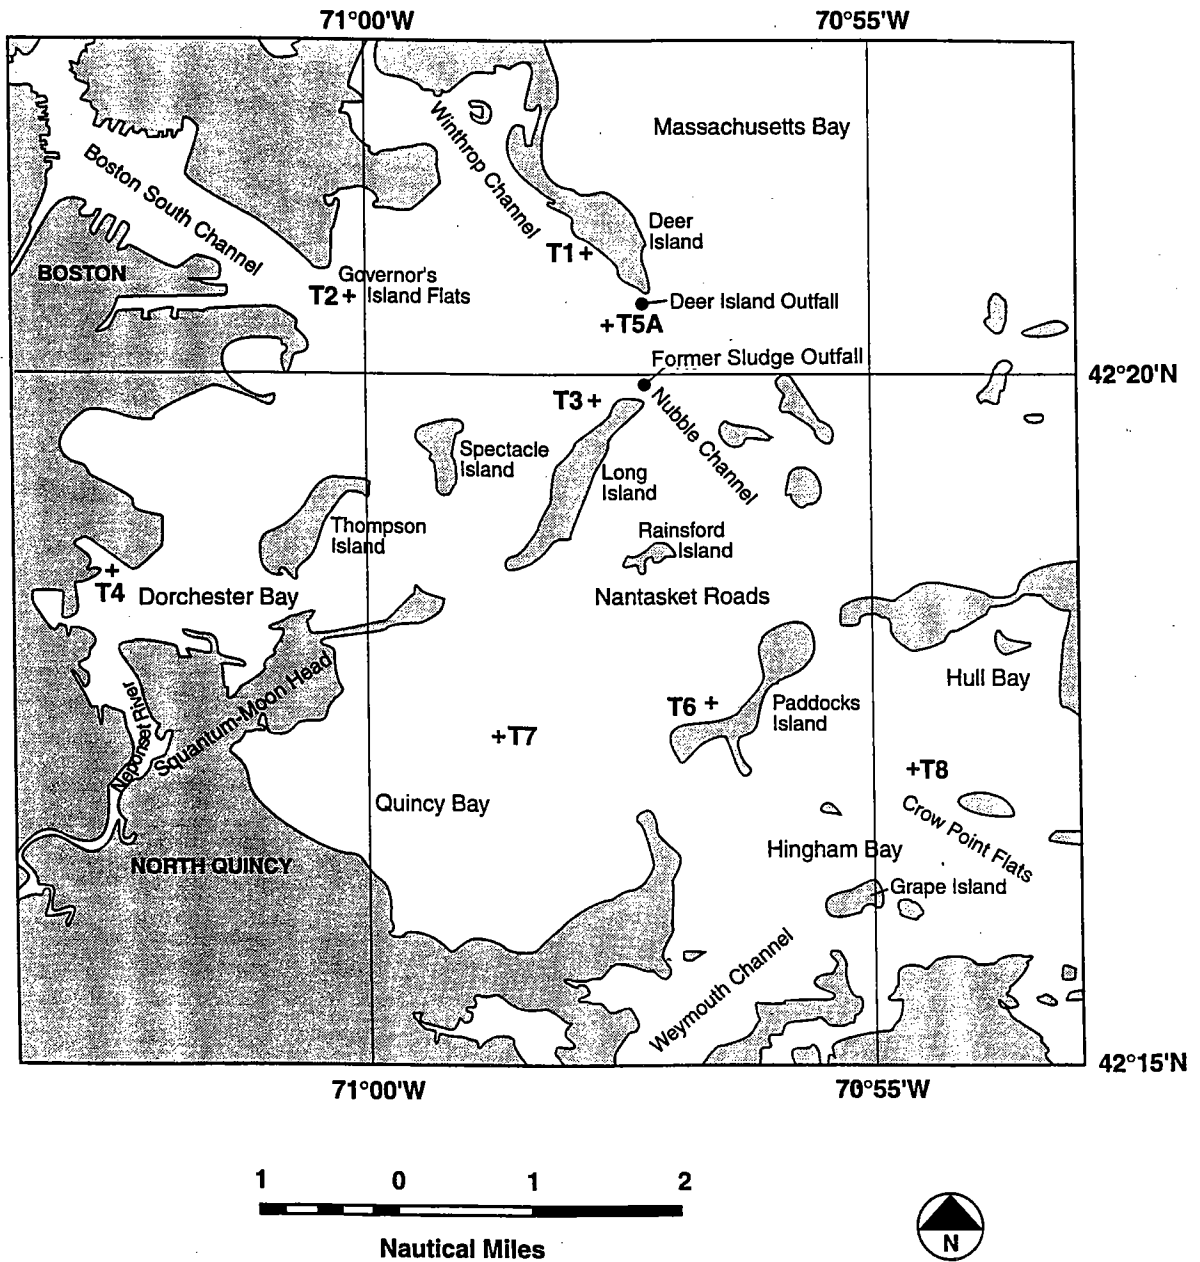 71°00'W
70°55'W
Massachusetts Bay
Winthrop Channel
Boston South Channel
Deer
Island
T1+
BOSTON
Governor's
T2+ Island Flats
Deer Island Outfall
+T5A
Former Sludge Outfall
42°20'N
T3+
Nubble Channel
Spectacle
Island
Long
Island
Thompson
Island
Rainsford
Island
+
T4
Dorchester Bay
Nantasket Roads
Hull Bay
Squantum-Moon Head
Neponset River
T6 +
Paddocks
Island
+T7
+T8
Quincy Bay
Crow Point Flats
Hingham Bay
NORTH QUINCY
Grape Island
Weymouth Channel
42°15'N
71°00'W
70°55'W
1 0 1 2
Nautical Miles
N